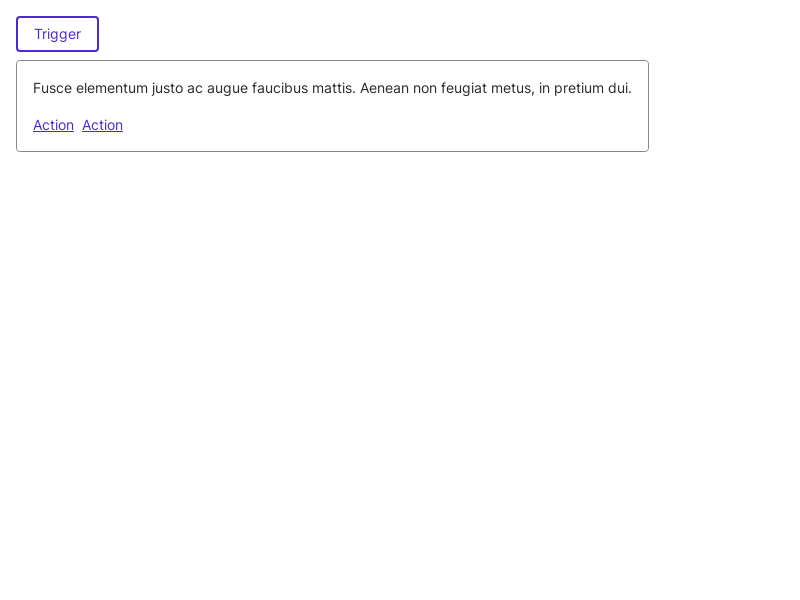 Trigger
Fusce elementum justo ac augue faucibus mattis. Aenean non feugiat metus, in pretium dui.
Action Action